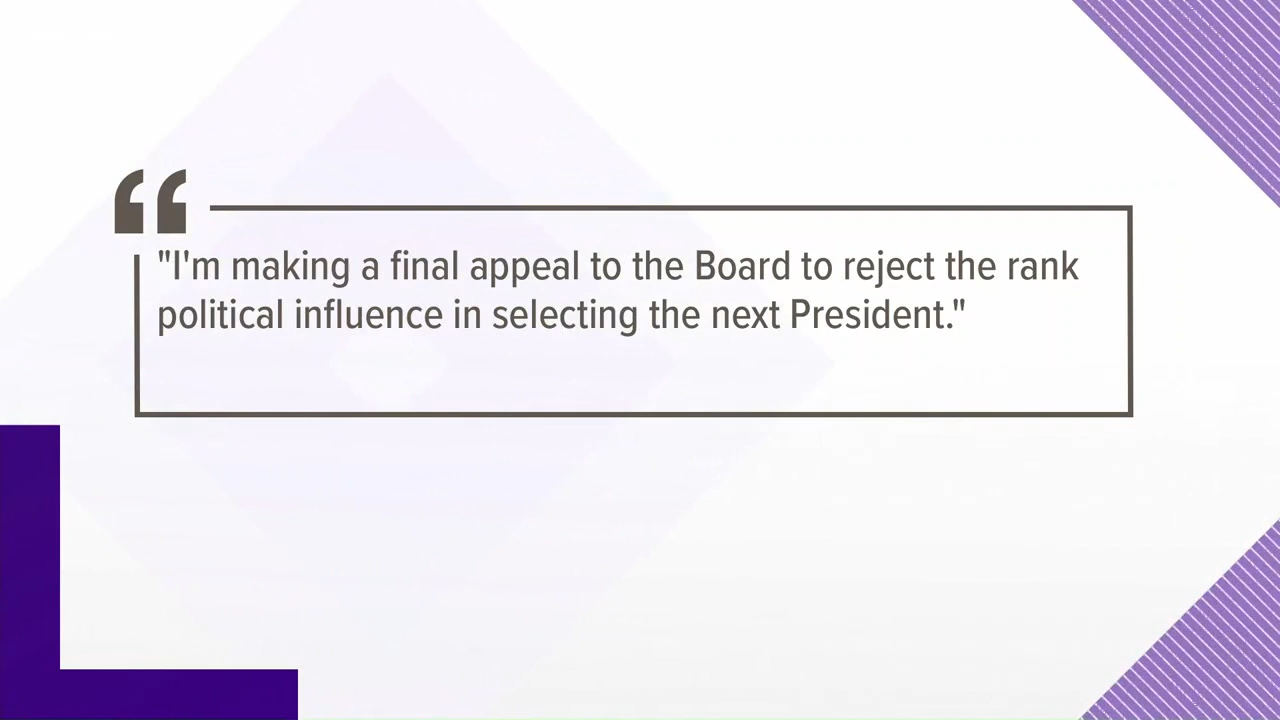 "I'm making a final appeal to the Board to reject the rank
political influence in selecting the next President."